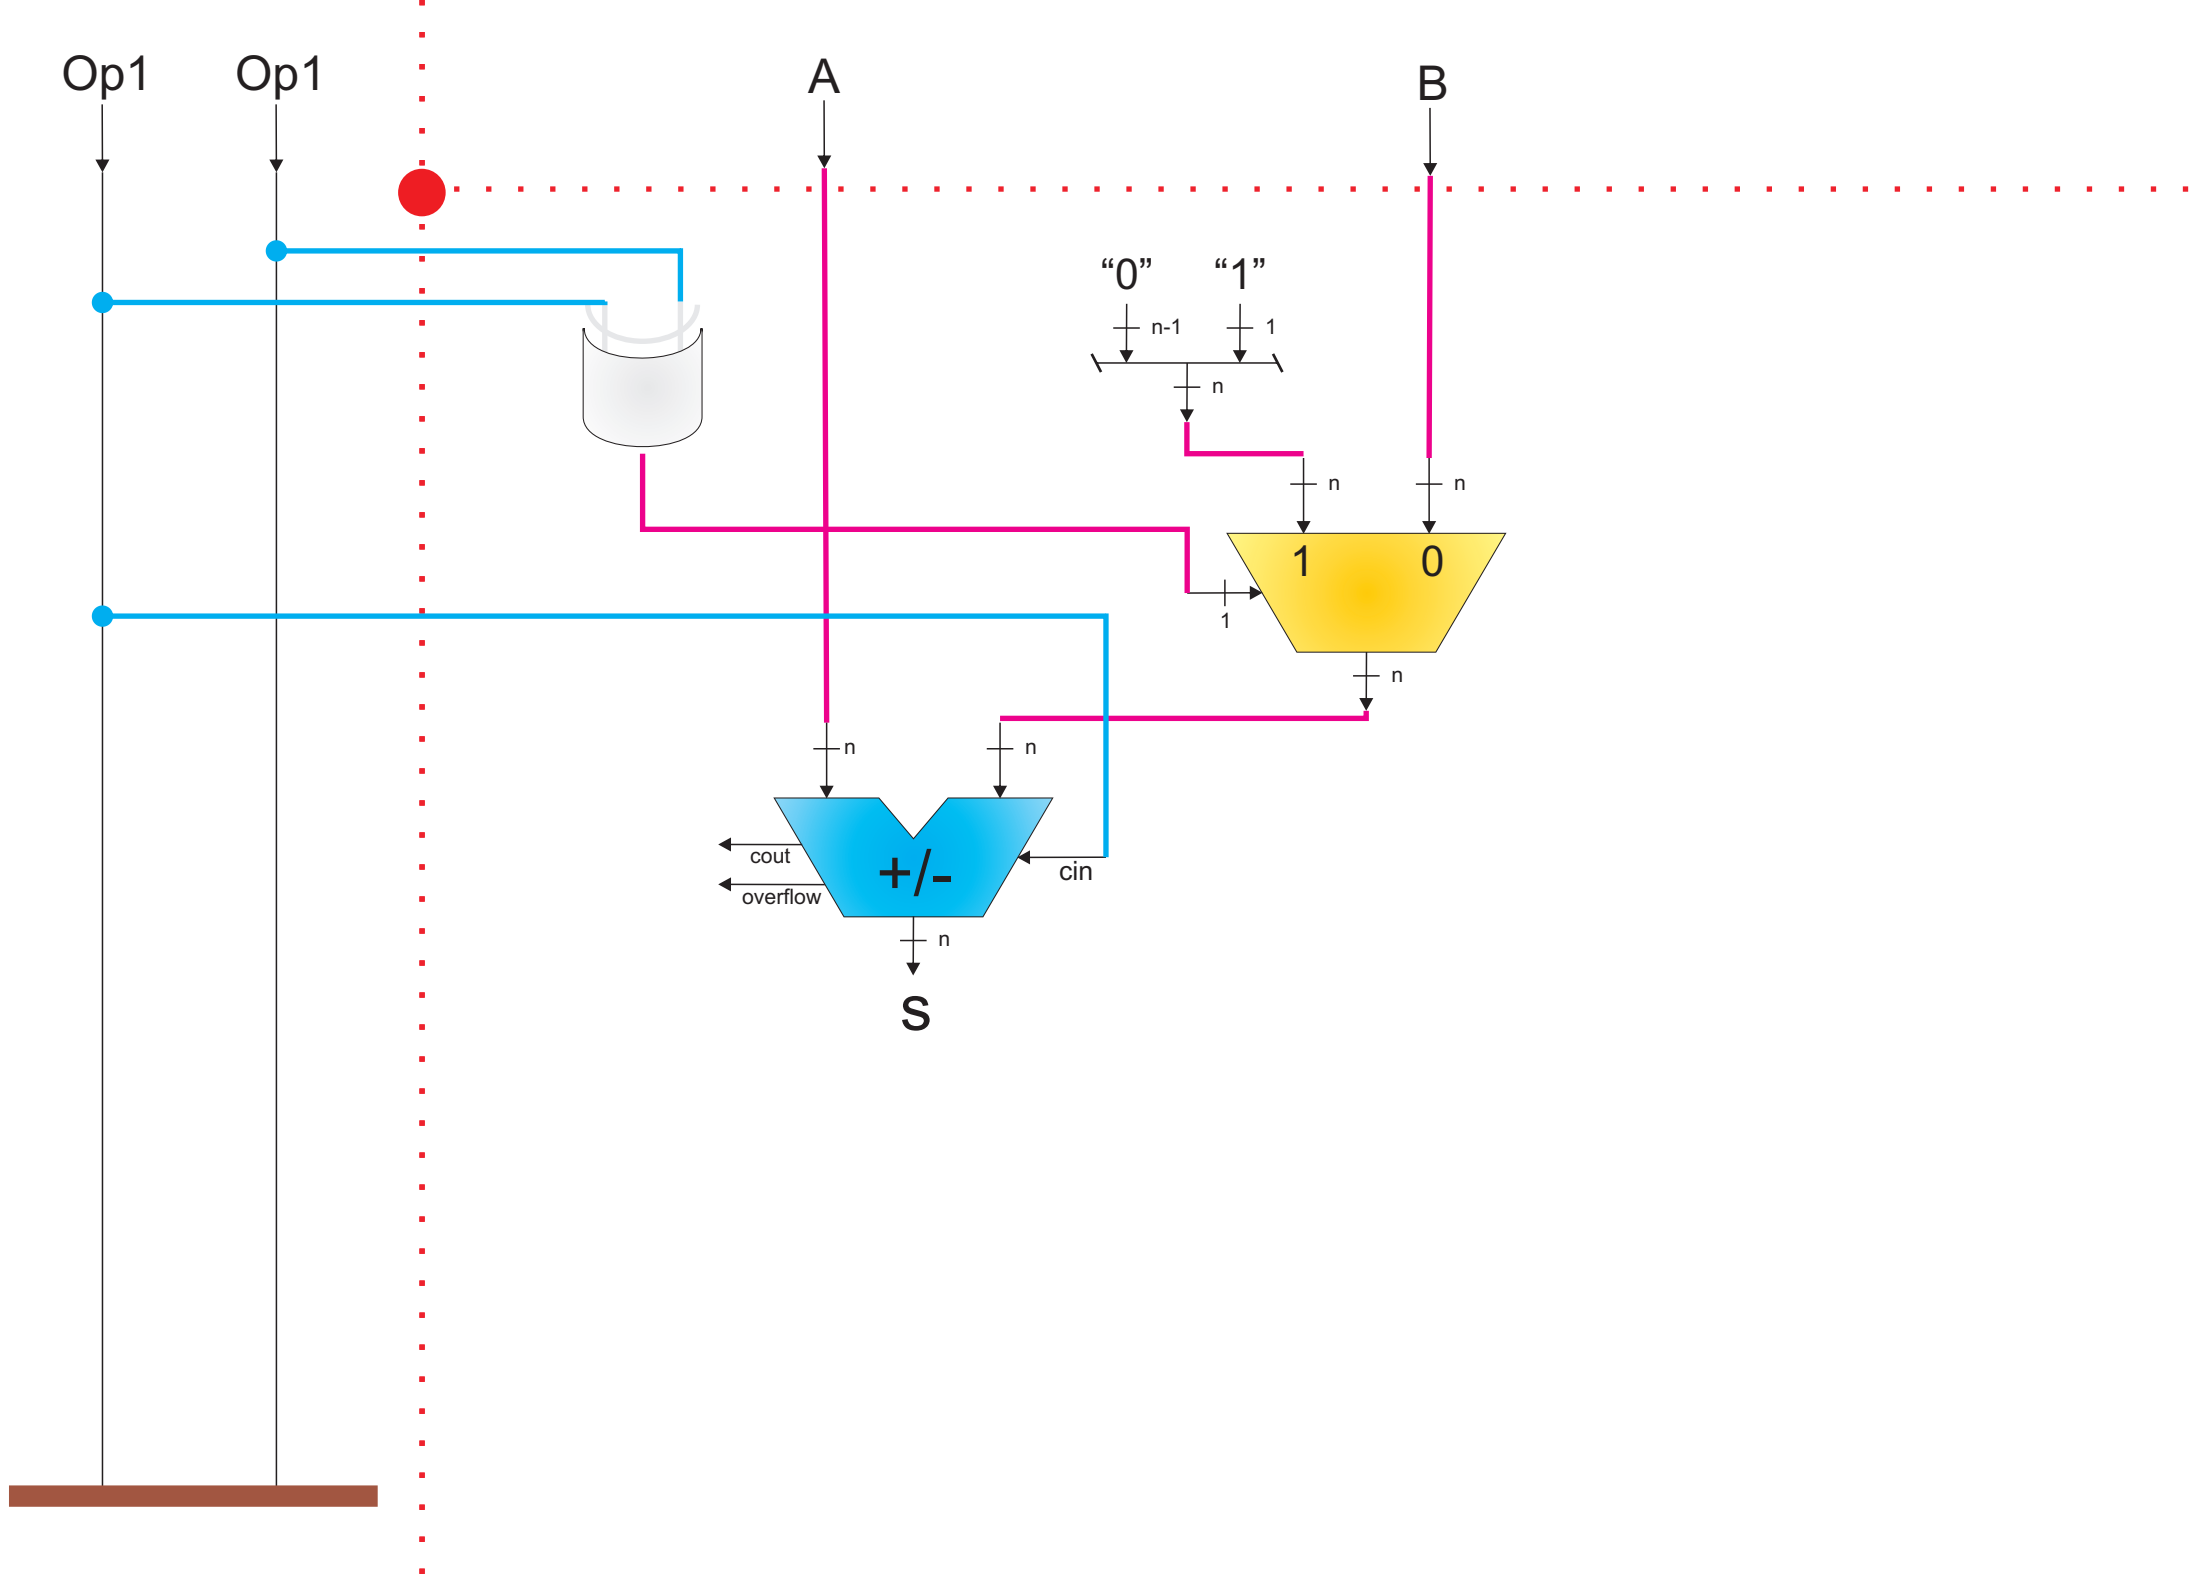 Op1 Op1 A B
“0” “1”
n-1 1
n
n n
1 0
1
n
n n
cout
+/-
cin
overflow
n
s